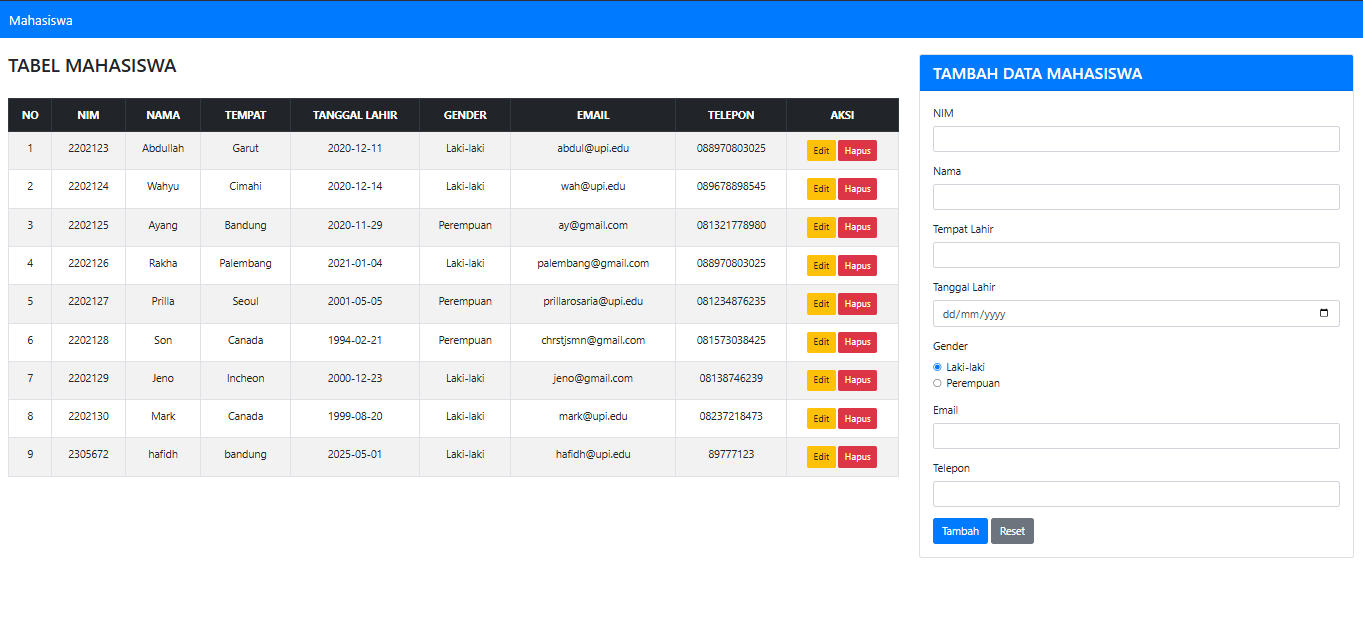 Mahasiswa
TABEL MAHASISWA
NO NIM NAMA TEMPAT TANGGAL LAHIR GENDER EMAIL TELEPON AKSI
1 2202123 Abdullah Garut 2020-12-11 Laki-laki abdul@upi.edu 088970803025 Edit Hapus
2 2202124 Wahyu Cimahi 2020-12-14 Laki-laki wah@upi.edu 089678898545 Edit Hapus
3 2202125 Ayang Bandung 2020-11-29 Perempuan ay@gmail.com 081321778980 Edit Hapus
4 2202126 Rakha Palembang 2021-01-04 Laki-laki palembang@gmail.com 088970803025 Edit Hapus
5 2202127 Prilla Seoul 2001-05-05 Perempuan prillarosaria@upi.edu 081234876235 Edit Hapus
6 2202128 Son Canada 1994-02-21 Perempuan chrstjsmn@gmail.com 081573038425 Edit Hapus
7 2202129 Jeno Incheon 2000-12-23 Laki-laki jeno@gmail.com 08138746239 Edit Hapus
8 2202130 Mark Canada 1999-08-20 Laki-laki mark@upi.edu 08237218473 Edit Hapus
9 2305672 hafidh bandung 2025-05-01 Laki-laki hafidh@upi.edu 89777123 Edit Hapus
TAMBAH DATA MAHASISWA
NIM
Nama
Tempat Lahir
Tanggal Lahir
dd/mm/yyyy
Gender
Laki-laki
Perempuan
Email
Telepon
Tambah Reset